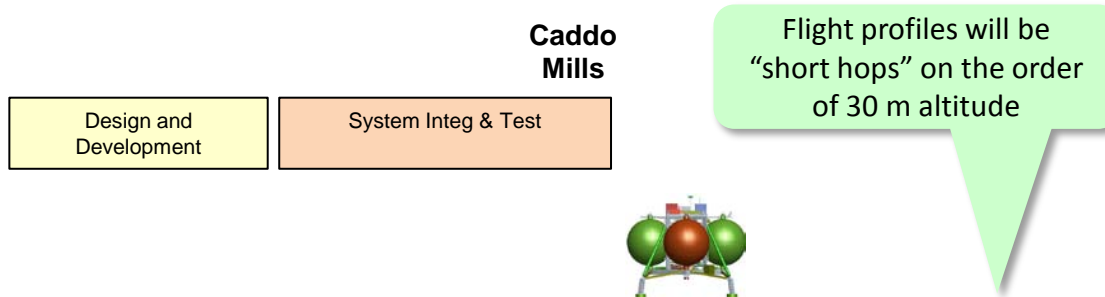 Caddo
Mills
Flight profiles will be
“short hops” on the order
of 30 m altitude
Design and
Development
System Integ & Test